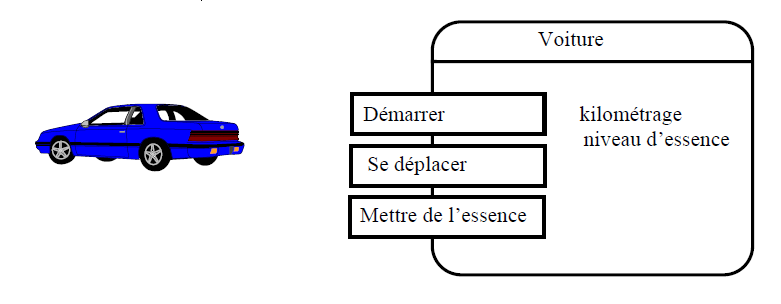 Voiture
Démarrer
kilométrage
niveau d’essence
Se déplacer
Mettre de l’essence